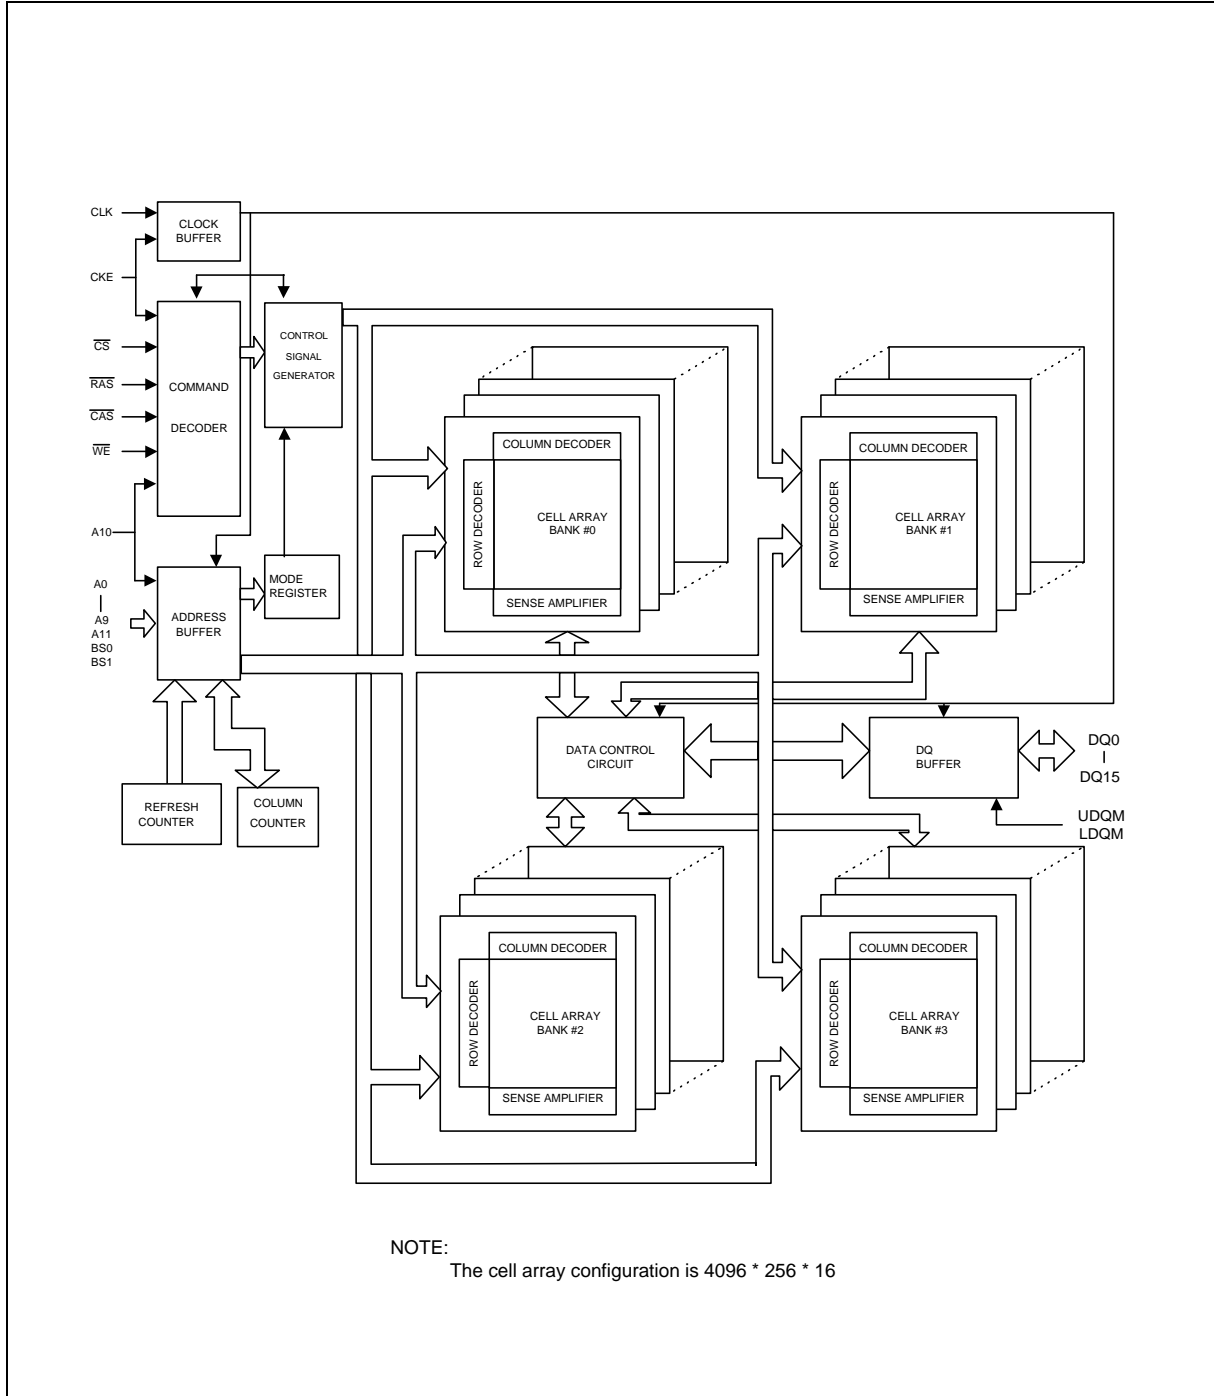 CLK
CLOCK
BUFFER
CKE
CS
RAS
CAS
WE
COMMAND
DECODER
CONTROL
SIGNAL
GENERATOR
A10
A0
A9
A11
BS0
BS1
ADDRESS
BUFFER
MODE
REGISTER
REFRESH
COUNTER
COLUMN
COUNTER
COLUMN DECODER
ROW DECODER
CELL ARRAY
BANK #0
SENSE AMPLIFIER
COLUMN DECODER
ROW DECODER
CELL ARRAY
BANK #1
SENSE AMPLIFIER
DATA CONTROL
CIRCUIT
DQ
BUFFER
DQ0
DQ15
UDQM
LDQM
COLUMN DECODER
ROW DECODER
CELL ARRAY
BANK #2
SENSE AMPLIFIER
COLUMN DECODER
ROW DECODER
CELL ARRAY
BANK #3
SENSE AMPLIFIER
NOTE:
The cell array configuration is 4096 * 256 * 16